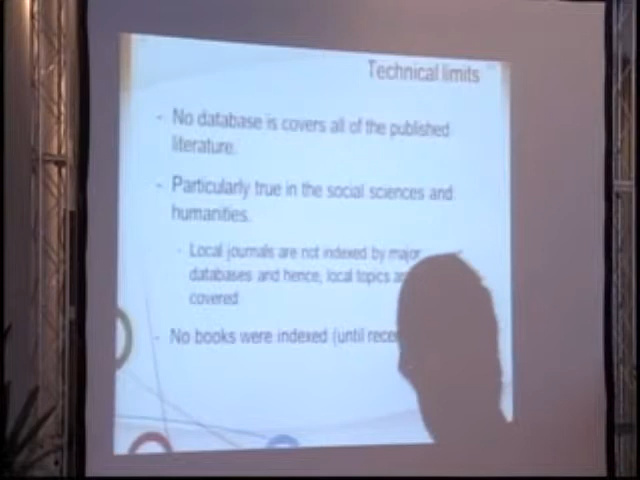 Technical limits
- No database is covers all of the published
literature.
- Particularly true in the social sciences and
humanities.
- Local journals are not indexed by major
databases and hence, local topics
covered
- No books were indexed (until